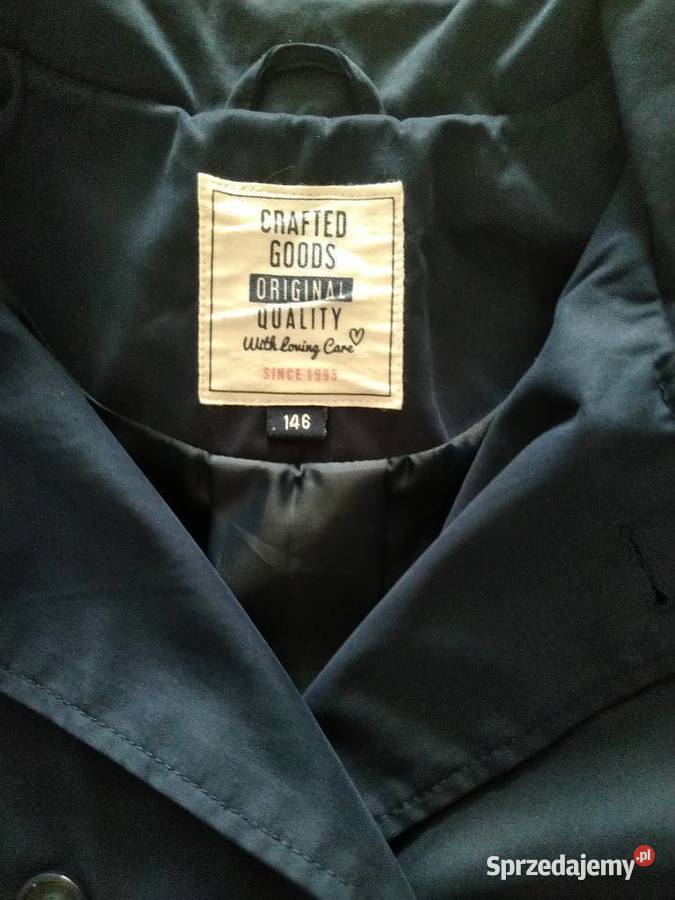 CRAFTED
GOODS
ORIGINAL
QUALITY
With Loving Care
SINCE 1995
146
Sprzedajemy.pl